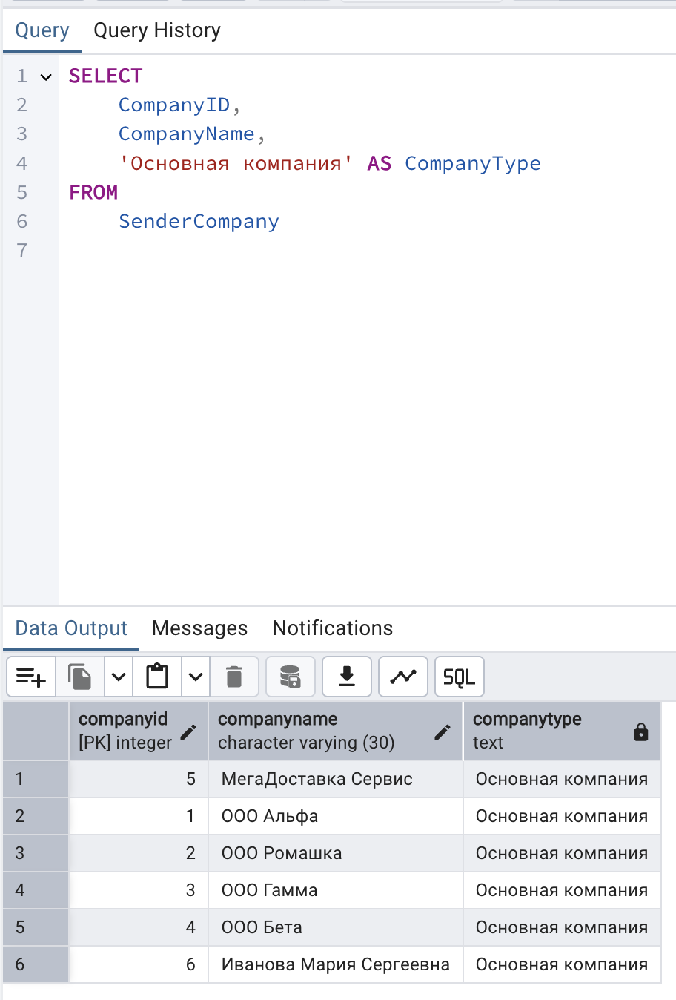 Query Query History
1 SELECT
2 CompanyID,
3 CompanyName,
4 'Основная компания' AS CompanyType
5 FROM
6 SenderCompany
7
Data Output Messages Notifications
SQL
companyid companyname companytype
[PK] integer character varying (30) text
1 5 МегаДоставка Сервис Основная компания
2 1 ООО Альфа Основная компания
3 2 ООО Ромашка Основная компания
4 3 ООО Гамма Основная компания
5 4 ООО Бета Основная компания
6 6 Иванова Мария Сергеевна Основная компания